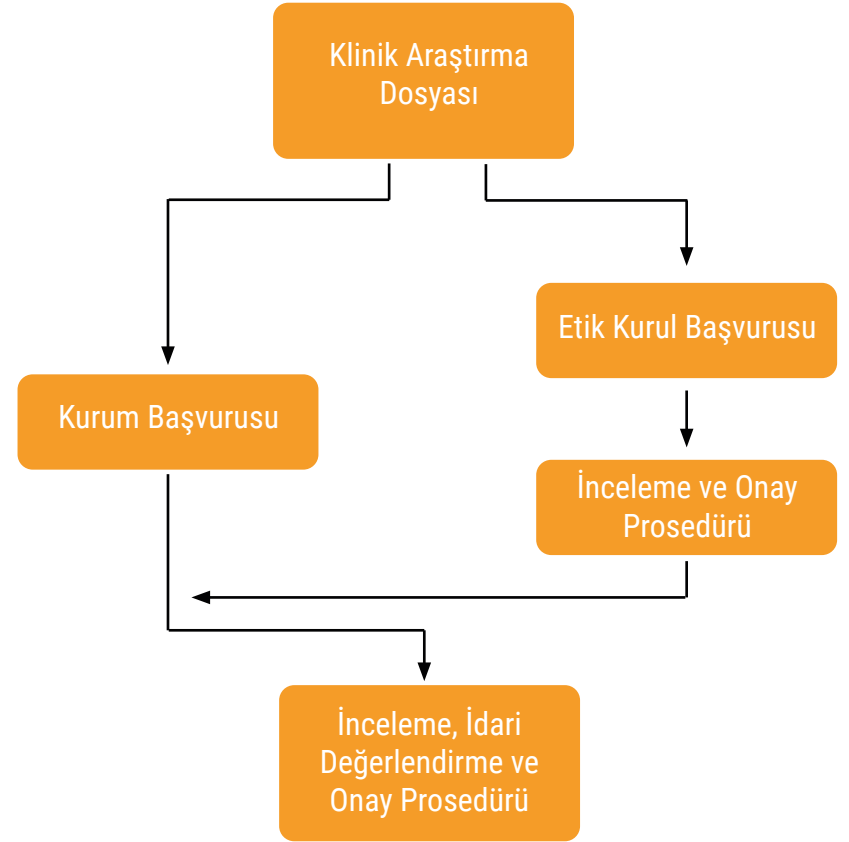 Klinik Araştırma
Dosyası
Etik Kurul Başvurusu
Kurum Başvurusu
İnceleme ve Onay
Prosedürü
İnceleme, İdari
Değerlendirme ve
Onay Prosedürü